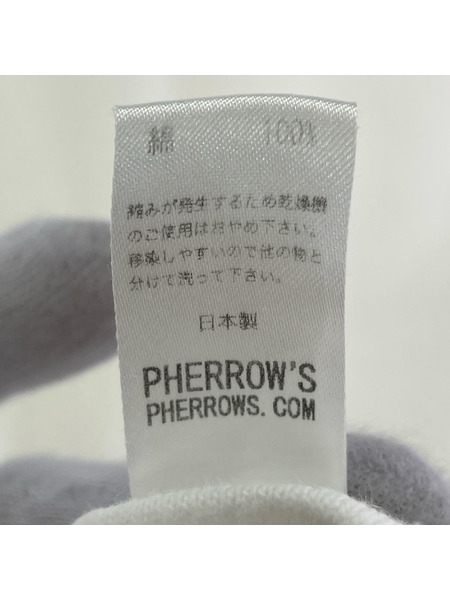 綿 100%
縮みが発生するため乾燥機
のご使用はおやめ下さい。
移染しやすいので他の物と
分けて洗って下さい。
日本製
PHERROW'S
PHERROWS.COM